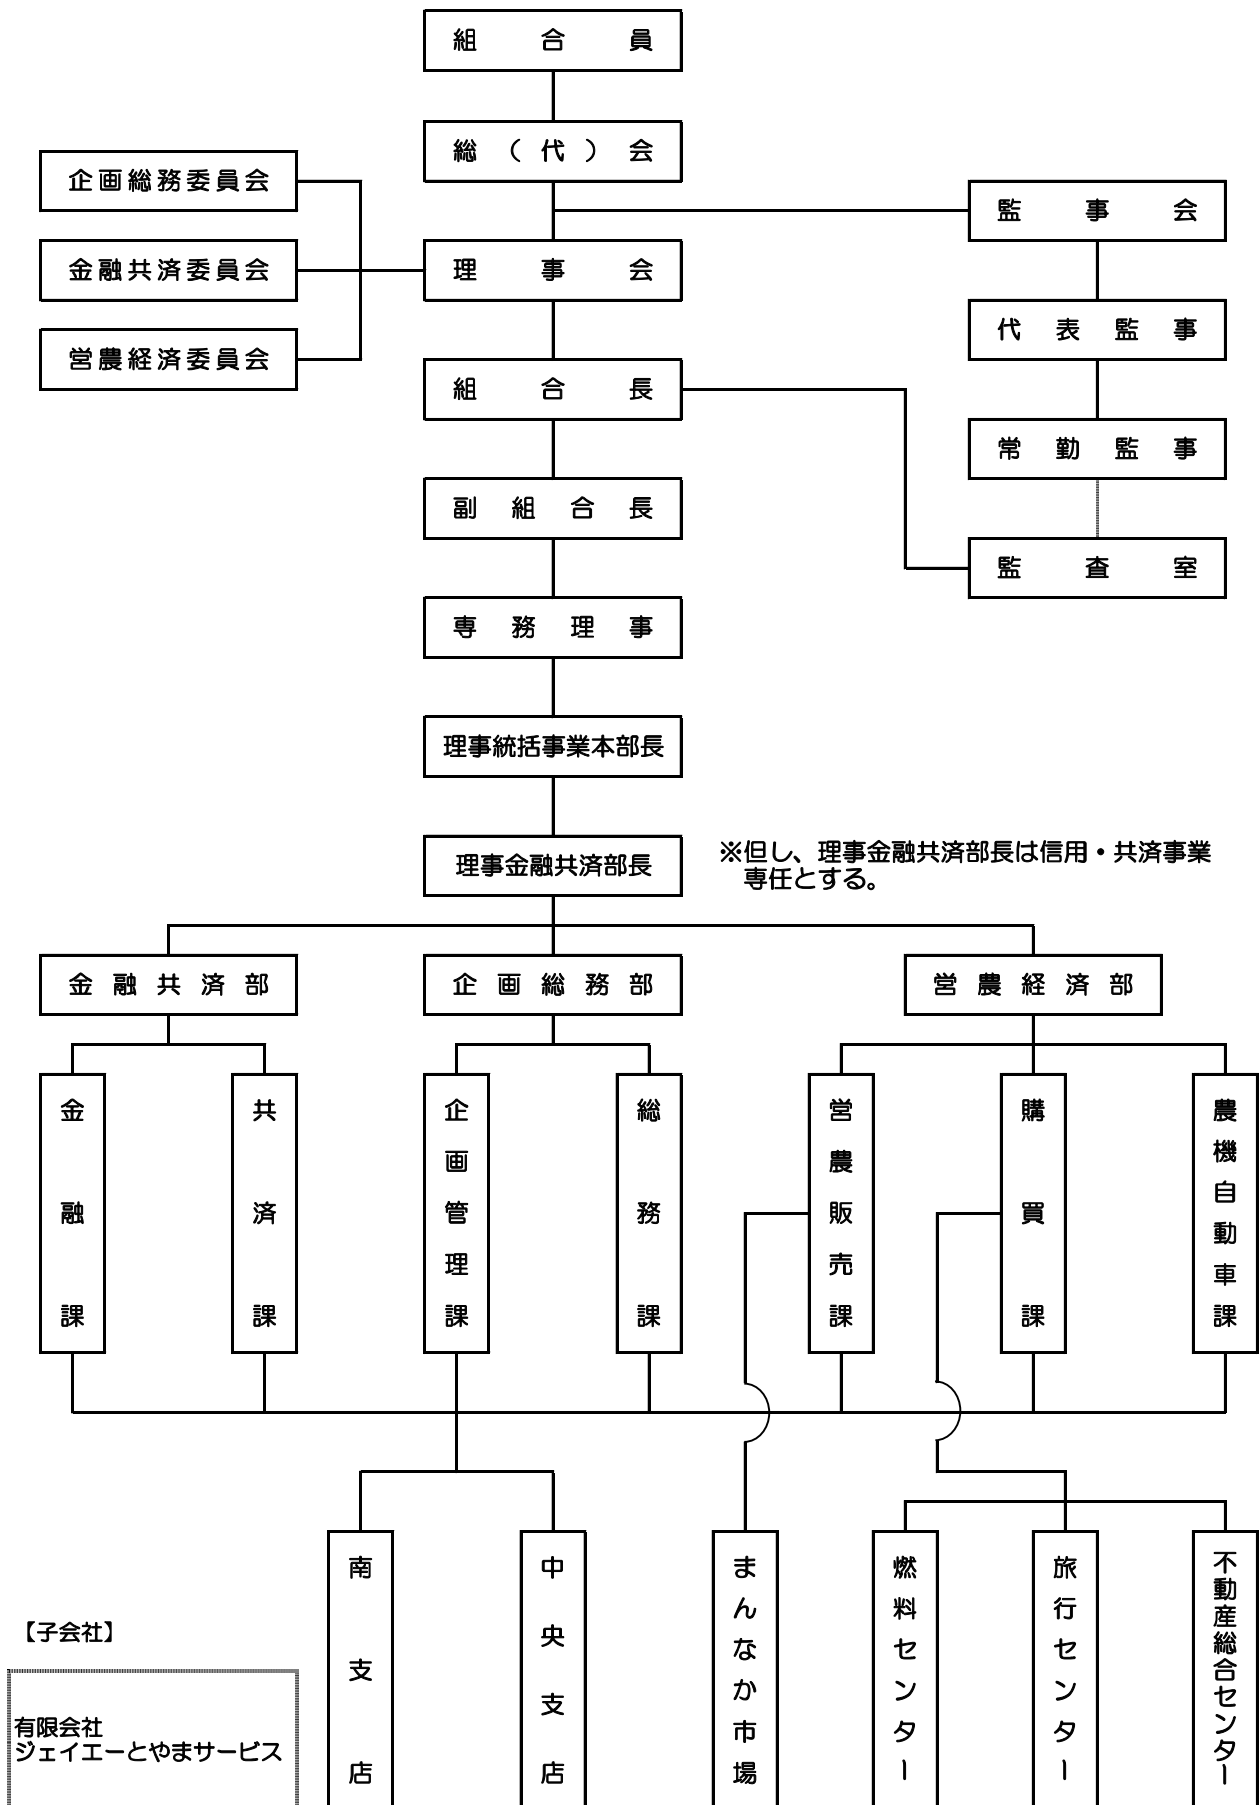 組合員
総(代)会
企画総務委員会
監事会
金融共済委員会
理事会
代表監事
営農経済委員会
組合長
常勤監事
副組合長
監査室
専務理事
理事統括事業本部長
理事金融共済部長
※但し、理事金融共済部長は信用・共済事業
専任とする。
金融共済部
企画総務部
営農経済部
金融課
共済課
企画管理課
総務課
営農販売課
購買課
農機自動車課
南支店
中央支店
まんなか市場
燃料センター
旅行センター
不動産総合センター
【子会社】
有限会社
ジェイエーとやまサービス